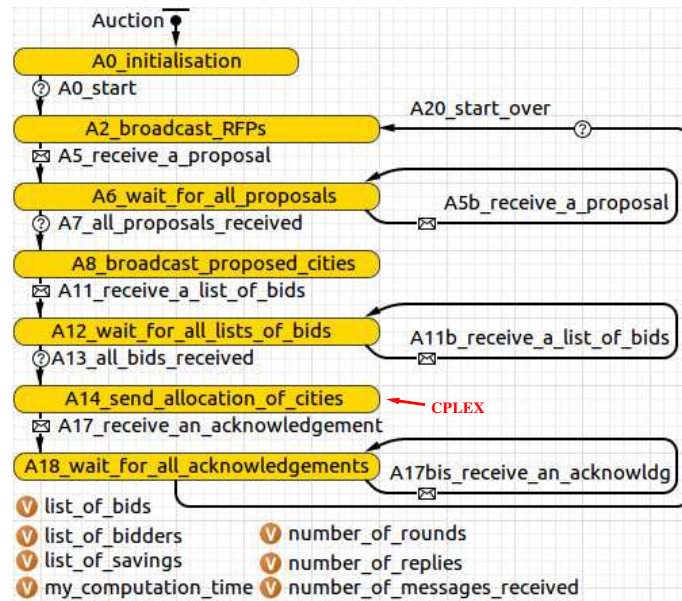 Auction
A0_initialisation
A0_start
A20_start_over
A2_broadcast_RFPs
A5_receive_a_proposal
A6_wait_for_all_proposals
A5b_receive_a_proposal
A7_all_proposals_received
A8_broadcast_proposed_cities
A11_receive_a_list_of_bids
A12_wait_for_all_lists_of_bids
A11b_receive_a_list_of_bids
A13_all_bids_received
A14_send_allocation_of_cities
CPLEX
A17_receive_an_acknowledgement
A18_wait_for_all_acknowledgements
A17bis_receive_an_acknowldg
V list_of_bids
V list_of_bidders
V number_of_rounds
V list_of_savings
V number_of_replies
V my_computation_time
V number_of_messages_received